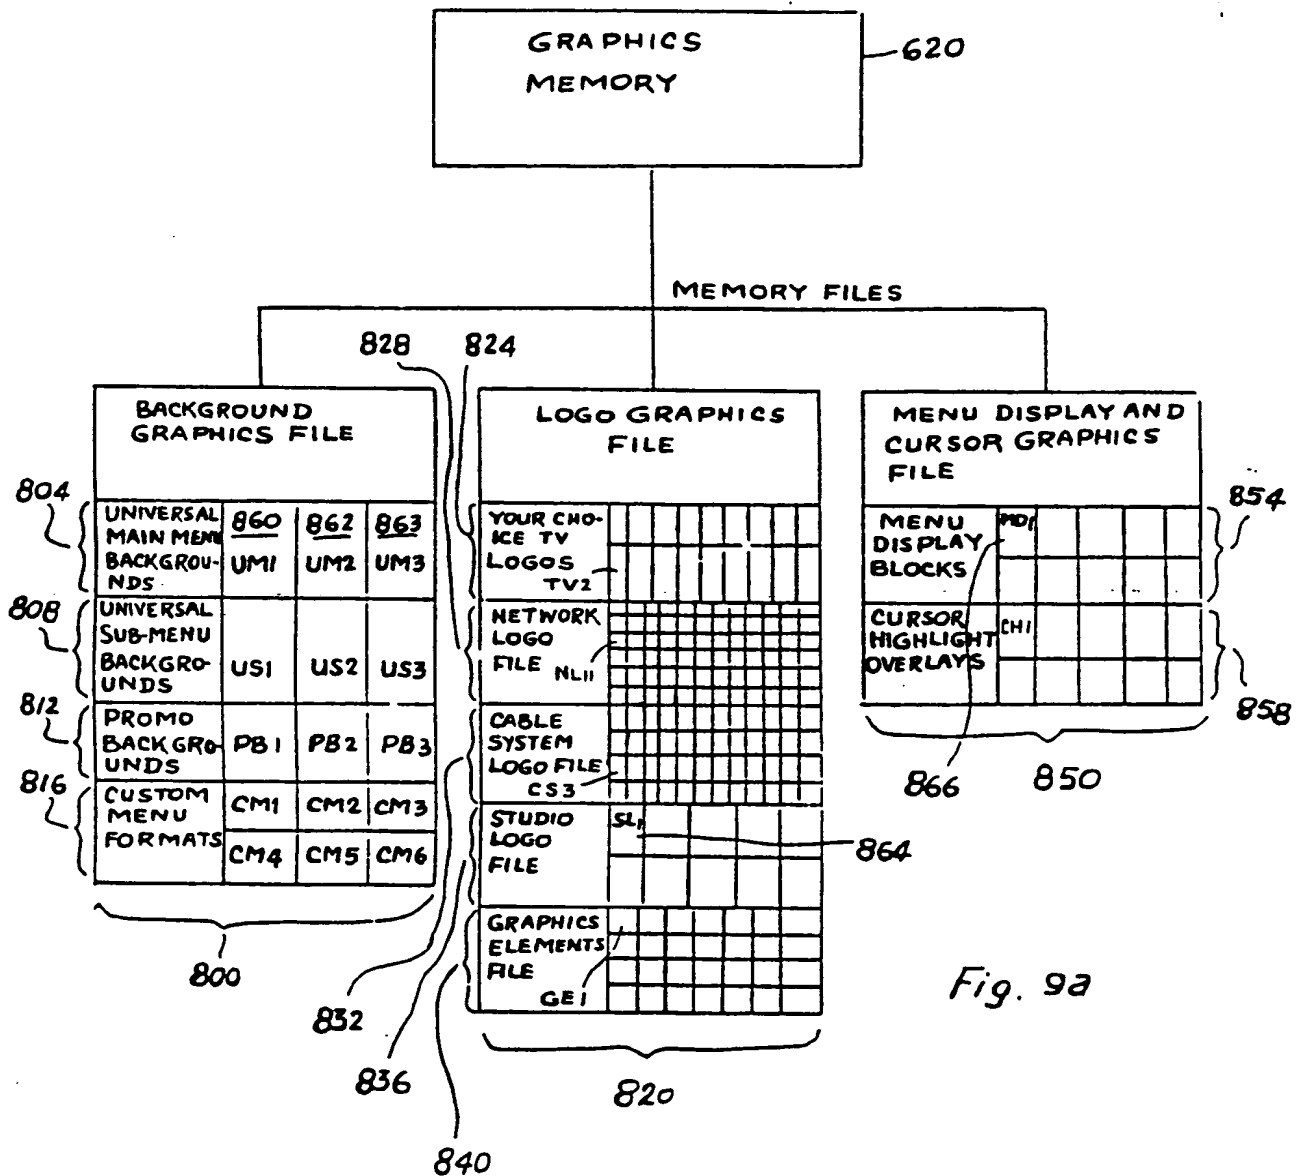 GRAPHICS
MEMORY
620
MEMORY FILES
828
824
BACKGROUND
GRAPHICS FILE
804
UNIVERSAL
MAIN MENU
BACKGROU-
NDS
860
862
863
UM1
UM2
UM3
808
UNIVERSAL
SUB-MENU
BACKGRO-
UNDS
US1
US2
US3
812
PROMO
BACKGRO-
UNDS
PB1
PB2
PB3
816
CUSTOM
MENU
FORMATS
CM1
CM2
CM3
CM4
CM5
CM6
800
LOGO GRAPHICS
FILE
YOUR CHO-
ICE TV
LOGOS
TV2
NETWORK
LOGO
FILE
NL11
CABLE
SYSTEM
LOGO FILE
CS3
STUDIO
LOGO
FILE
SL1
864
GRAPHICS
ELEMENTS
FILE
GE1
832
836
840
820
MENU DISPLAY AND
CURSOR GRAPHICS
FILE
MENU
DISPLAY
BLOCKS
MD1
854
CURSOR
HIGHLIGHT
OVERLAYS
CH1
858
866
850
Fig. 9a